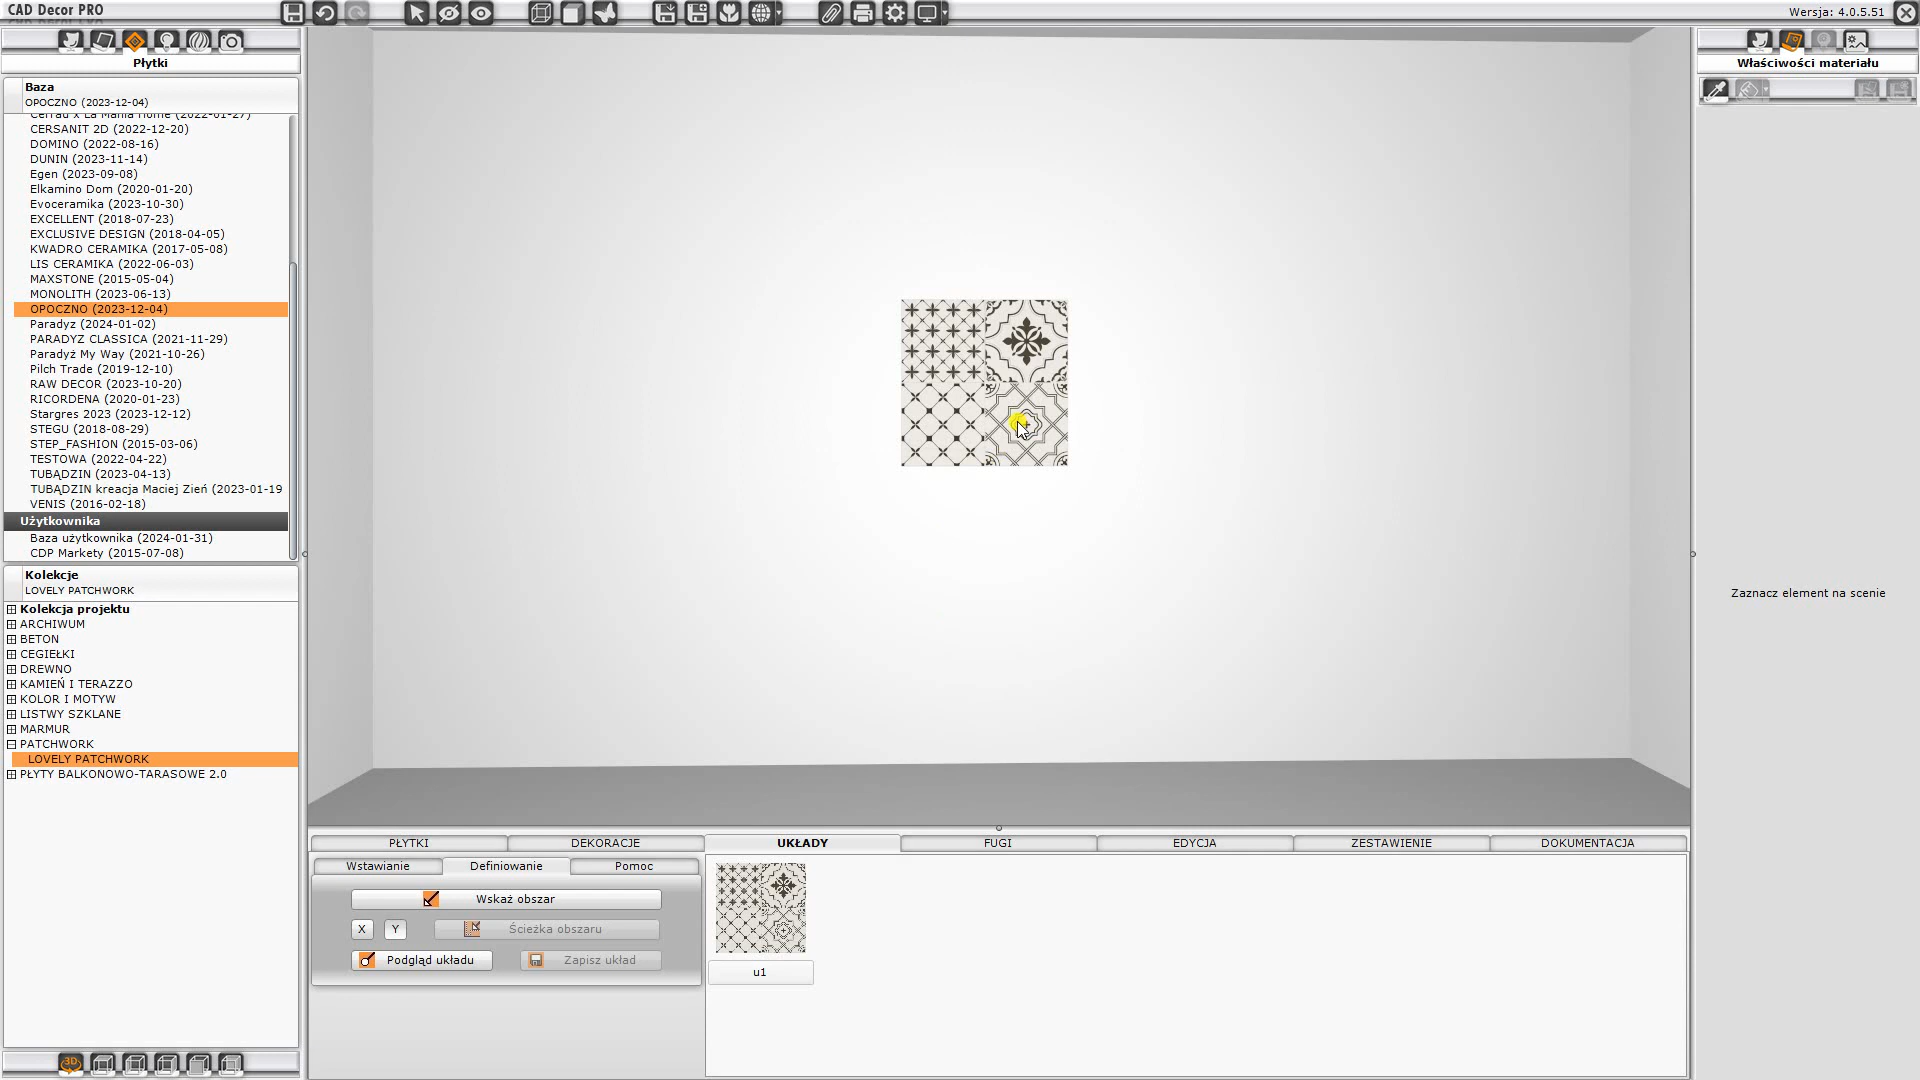 CAD Decor PRO
Wersja: 4.0.5.51
Płytki
Właściwości materiału
Baza
OPOCZNO (2023-12-04)
Cerrad x La Mania Home (2022-01-27)
CERSANIT 2D (2022-12-20)
DOMINO (2022-08-16)
DUNIN (2023-11-14)
Egen (2023-09-08)
Elkamino Dom (2020-01-20)
Evoceramika (2023-10-30)
EXCELLENT (2018-07-23)
EXCLUSIVE DESIGN (2018-04-05)
KWADRO CERAMIKA (2017-05-08)
LIS CERAMIKA (2022-06-03)
MAXSTONE (2015-05-04)
MONOLITH (2023-06-13)
OPOCZNO (2023-12-04)
Paradyz (2024-01-02)
PARADYZ CLASSICA (2021-11-29)
Paradyż My Way (2021-10-26)
Pilch Trade (2019-12-10)
RAW DECOR (2023-10-20)
RICORDENA (2020-01-23)
Stargres 2023 (2023-12-12)
STEGU (2018-08-29)
STEP_FASHION (2015-03-06)
TESTOWA (2022-04-22)
TUBĄDZIN (2023-04-13)
TUBĄDZIN kreacja Maciej Zień (2023-01-19
VENIS (2016-02-18)
Użytkownika
Baza użytkownika (2024-01-31)
CDP Markety (2015-07-08)
Kolekcje
LOVELY PATCHWORK
Kolekcja projektu
ARCHIWUM
BETON
CEGIEŁKI
DREWNO
KAMIEŃ I TERAZZO
KOLOR I MOTYW
LISTWY SZKLANE
MARMUR
PATCHWORK
LOVELY PATCHWORK
PŁYTY BALKONOWO-TARASOWE 2.0
3D
Zaznacz element na scenie
PŁYTKI
DEKORACJE
UKŁADY
FUGI
EDYCJA
ZESTAWIENIE
DOKUMENTACJA
Wstawianie
Definiowanie
Pomoc
Wskaż obszar
X
Y
Ścieżka obszaru
Podgląd układu
Zapisz układ
u1